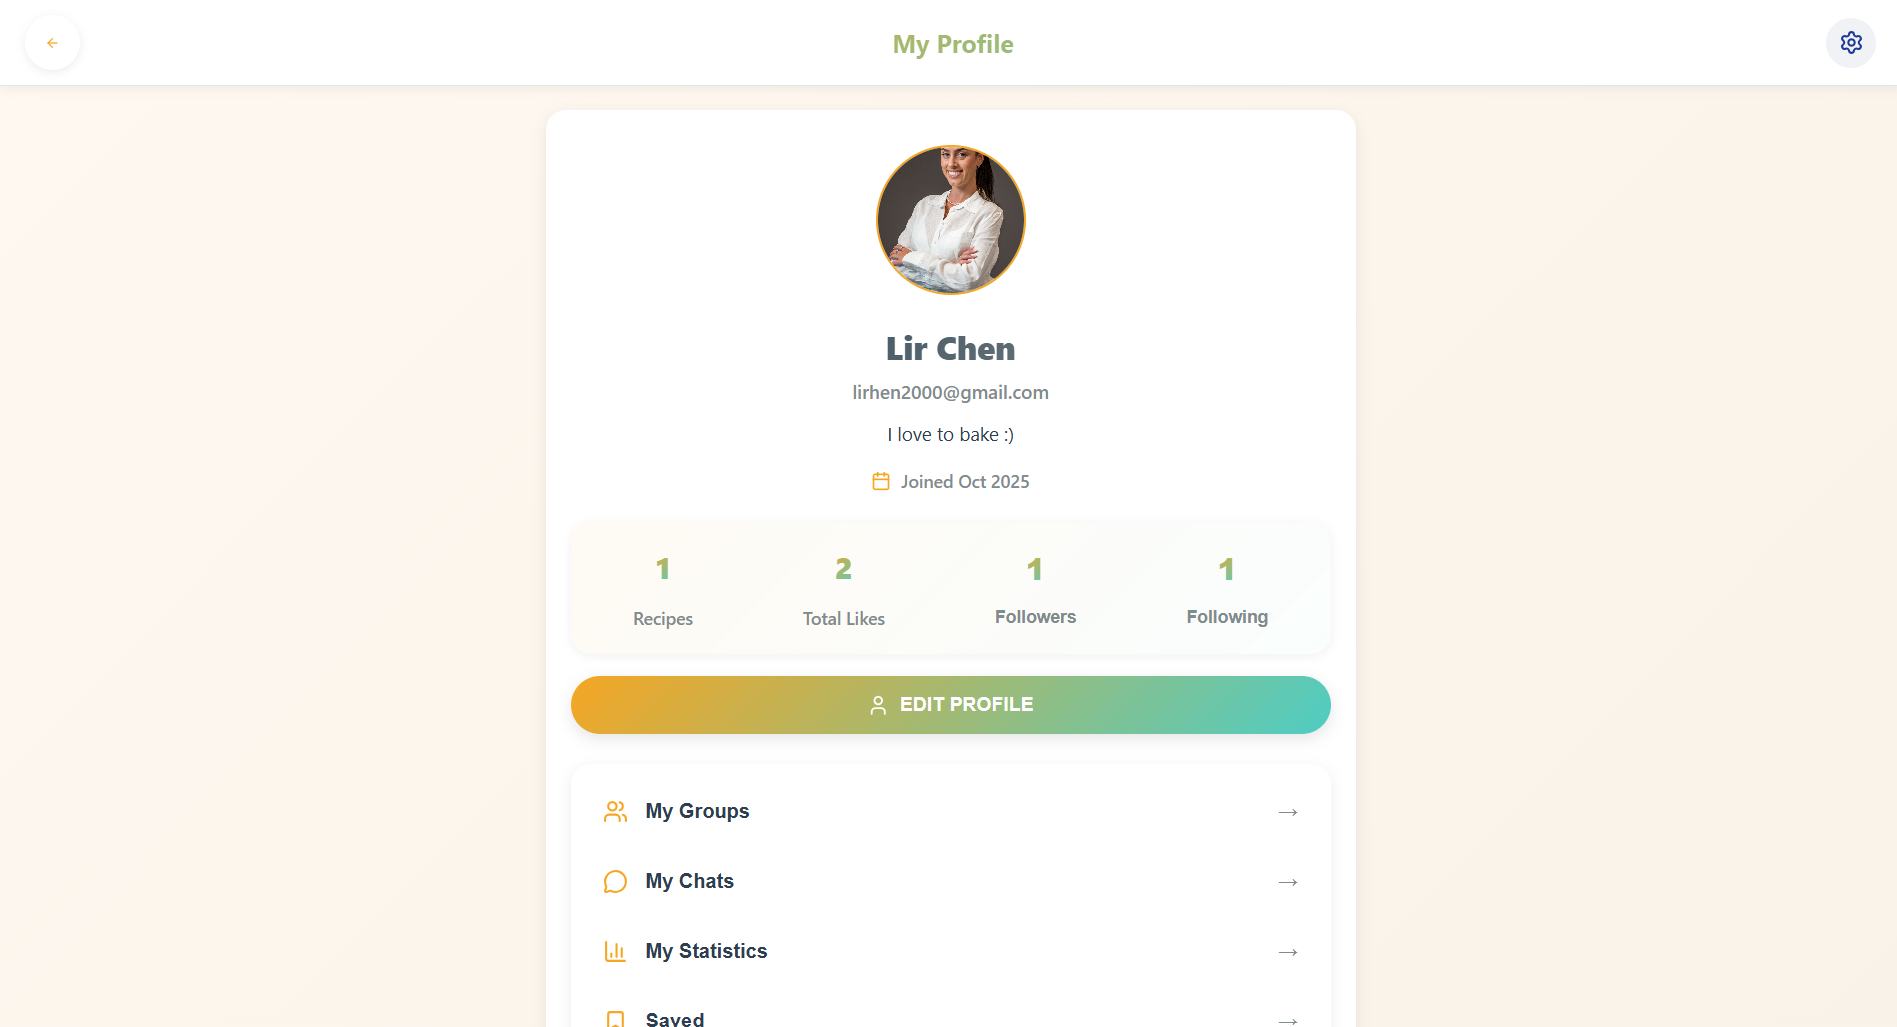 My Profile
Lir Chen
lirhen2000@gmail.com
I love to bake :)
Joined Oct 2025
1 2 1 1
Recipes Total Likes Followers Following
EDIT PROFILE
My Groups →
My Chats →
My Statistics →
Saved →